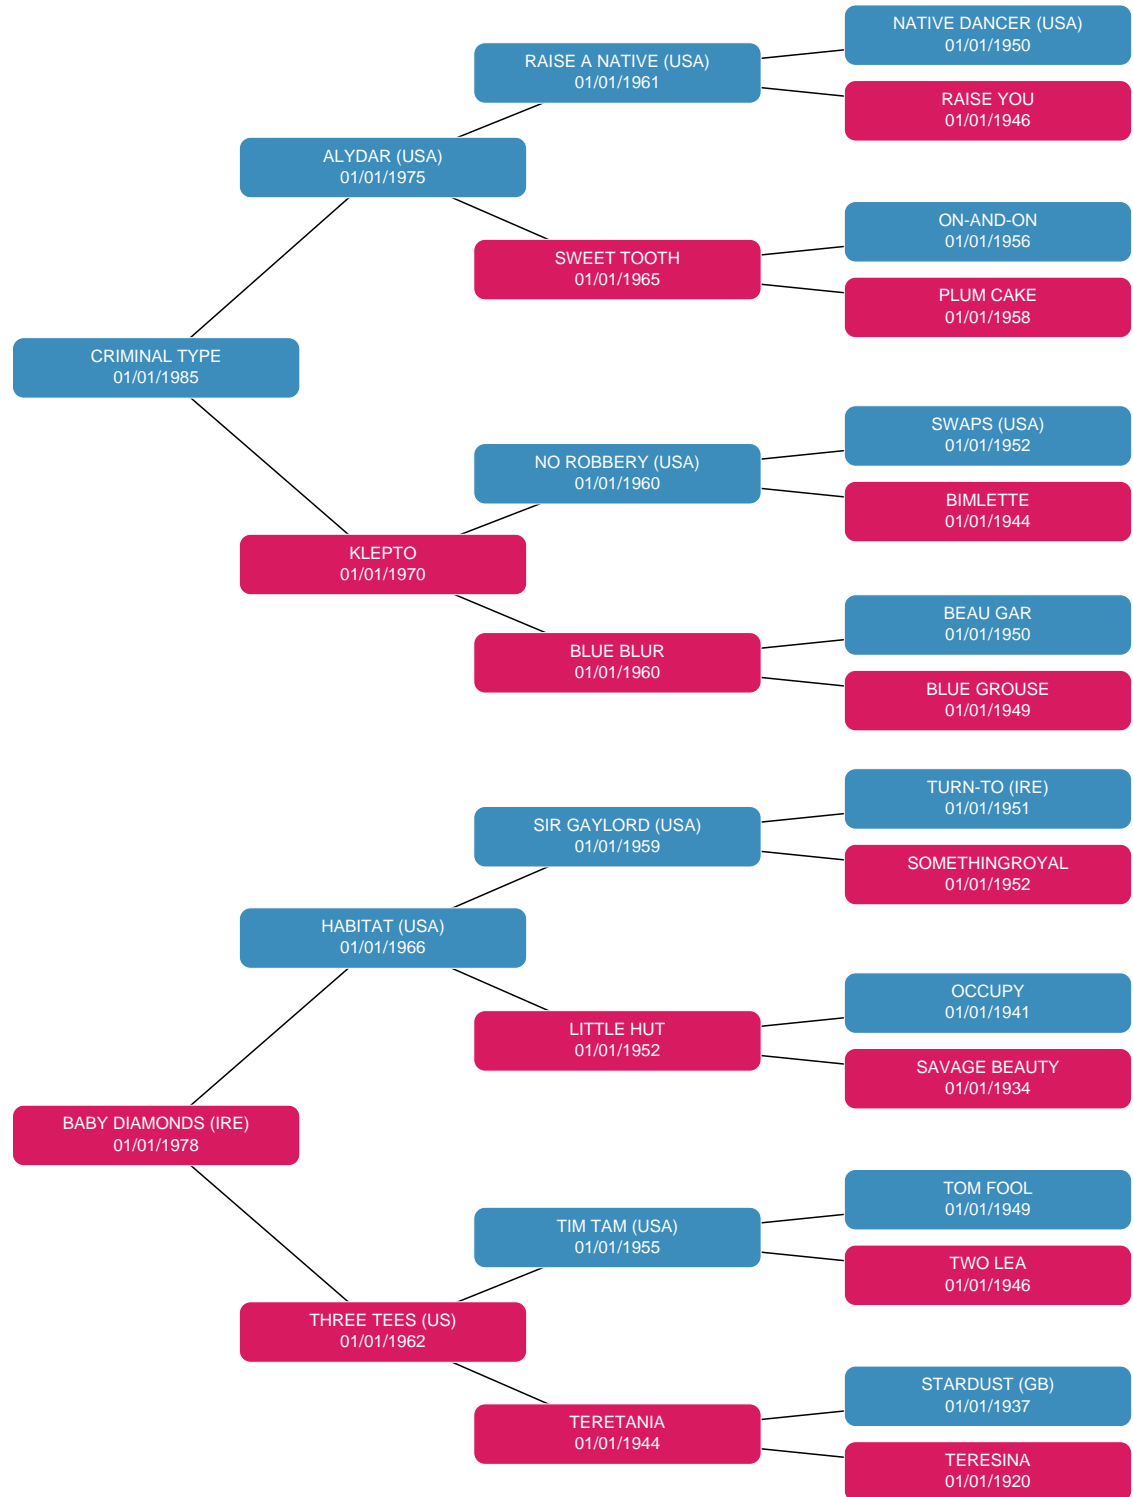 NATIVE DANCER (USA)
01/01/1950
RAISE A NATIVE (USA)
01/01/1961
RAISE YOU
01/01/1946
ALYDAR (USA)
01/01/1975
ON-AND-ON
01/01/1956
SWEET TOOTH
01/01/1965
PLUM CAKE
01/01/1958
CRIMINAL TYPE
01/01/1985
SWAPS (USA)
01/01/1952
NO ROBBERY (USA)
01/01/1960
BIMLETTE
01/01/1944
KLEPTO
01/01/1970
BEAU GAR
01/01/1950
BLUE BLUR
01/01/1960
BLUE GROUSE
01/01/1949
TURN-TO (IRE)
01/01/1951
SIR GAYLORD (USA)
01/01/1959
SOMETHINGROYAL
01/01/1952
HABITAT (USA)
01/01/1966
OCCUPY
01/01/1941
LITTLE HUT
01/01/1952
SAVAGE BEAUTY
01/01/1934
BABY DIAMONDS (IRE)
01/01/1978
TOM FOOL
01/01/1949
TIM TAM (USA)
01/01/1955
TWO LEA
01/01/1946
THREE TEES (US)
01/01/1962
STARDUST (GB)
01/01/1937
TERETANIA
01/01/1944
TERESINA
01/01/1920